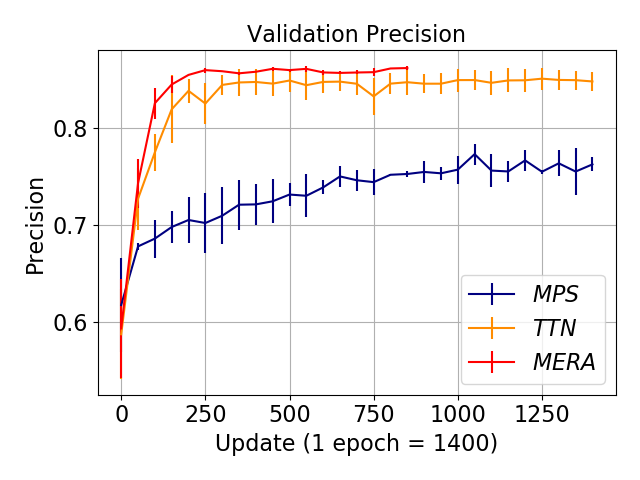 Validation Precision
Precision
0.8
0.7
0.6
MPS
TTN
MERA
0 250 500 750 1000 1250
Update (1 epoch = 1400)